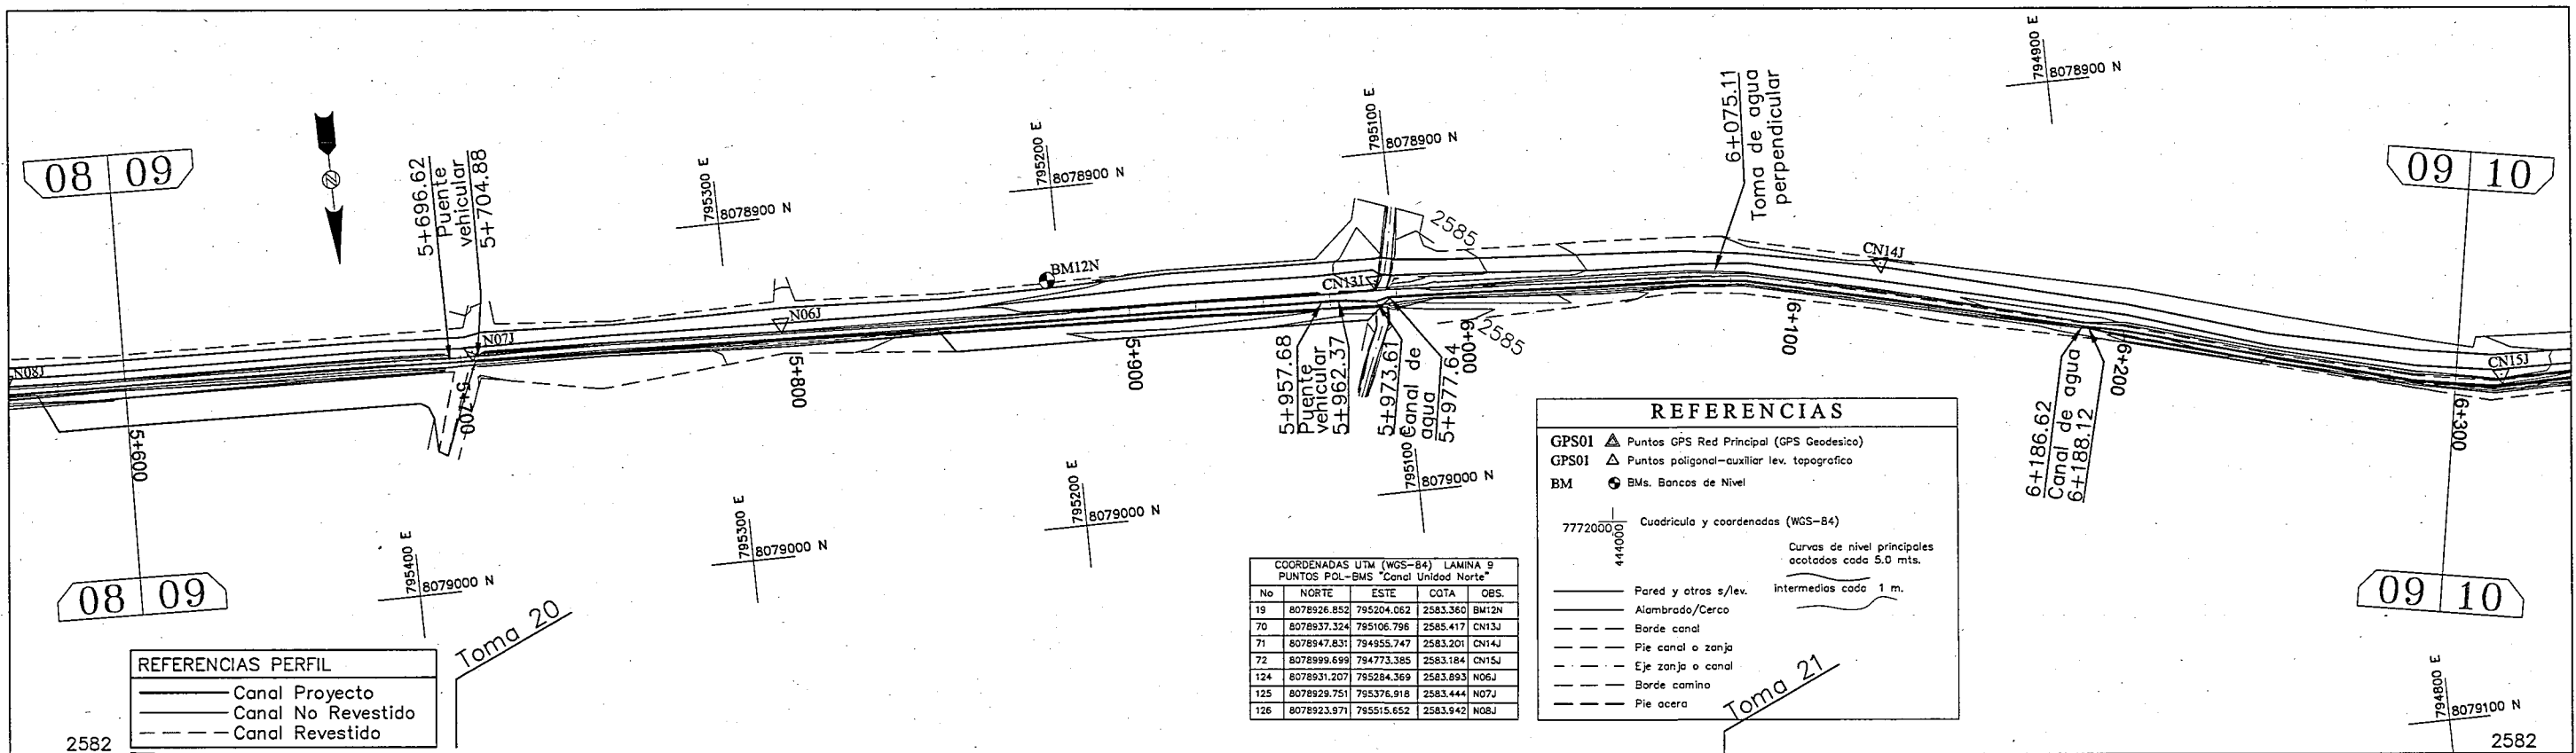 08 09
5+696.62
Puente
vehicular
5+704.88
795300 E
8078900 N
795200 E
8078900 N
795100 E
8078900 N
6+075.11
Toma de agua
perpendicular
794900 E
8078900 N
09 10
N08J
N07J
N06J
BM12N
CN13J
2585
CN14J
CN15J
5+600
5+700
5+800
5+900
6+000
2585
6+100
6+200
6+300
5+957.68
Puente
vehicular
5+962.37
5+973.61
Canal de
agua
5+977.64
6+186.62
Canal de agua
6+188.12
795400 E
8079000 N
795300 E
8079000 N
795200 E
8079000 N
795100 E
8079000 N
794800 E
8079100 N
08 09
09 10
Toma 20
Toma 21
REFERENCIAS PERFIL
Canal Proyecto
Canal No Revestido
Canal Revestido
2582
COORDENADAS UTM (WGS-84) LAMINA 9
PUNTOS POL-BMS "Canal Unidad Norte"
No NORTE ESTE COTA OBS.
19 8078926.852 795204.062 2583.360 BM12N
70 8078937.324 795106.796 2585.417 CN13J
71 8078947.831 794955.747 2583.201 CN14J
72 8078999.699 794773.385 2583.184 CN15J
124 8078931.207 795284.369 2583.893 N06J
125 8078929.751 795376.918 2583.444 N07J
126 8078923.971 795515.652 2583.942 N08J
REFERENCIAS
GPS01 Puntos GPS Red Principal (GPS Geodesico)
GPS01 Puntos poligonal-auxiliar lev. topografico
BM BMs. Bancos de Nivel
7772000
444000
Cuadricula y coordenadas (WGS-84)
Curvas de nivel principales
acotados cada 5.0 mts.
intermedias cada 1 m.
Pared y otros s/lev.
Alambrado/Cerco
Borde canal
Pie canal o zanja
Eje zanja o canal
Borde camino
Pie acera
2582